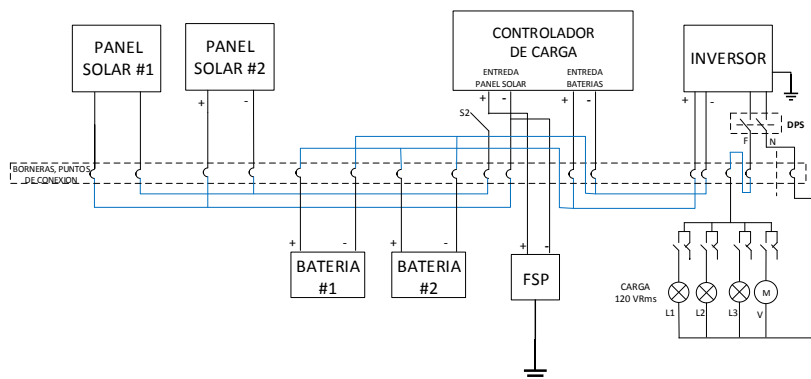 PANEL
SOLAR #1
PANEL
SOLAR #2
CONTROLADOR
DE CARGA
ENTREDA
PANEL SOLAR
ENTREDA
BATERIAS
INVERSOR
+ -
+ -
+ -
+ -
S2
DPS
F N
BORNERAS, PUNTOS
DE CONEXION
+ -
+ -
+ -
BATERIA
#1
BATERIA
#2
FSP
CARGA
120 VRms
M
L1 L2 L3 V